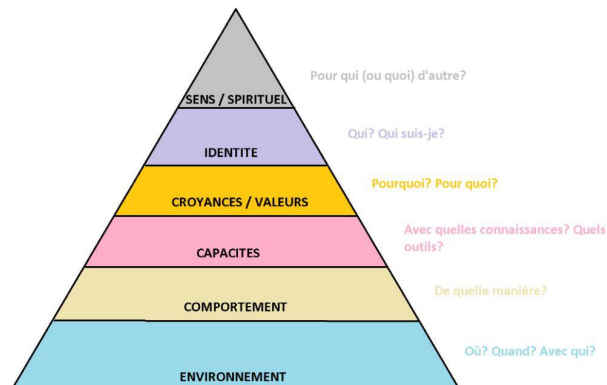 Pour qui (ou quoi) d'autre?
SENS / SPIRITUEL
Qui? Qui suis-je?
IDENTITE
Pourquoi? Pour quoi?
CROYANCES / VALEURS
Avec quelles connaissances? Quels
outils?
CAPACITES
De quelle manière?
COMPORTEMENT
Où? Quand? Avec qui?
ENVIRONNEMENT